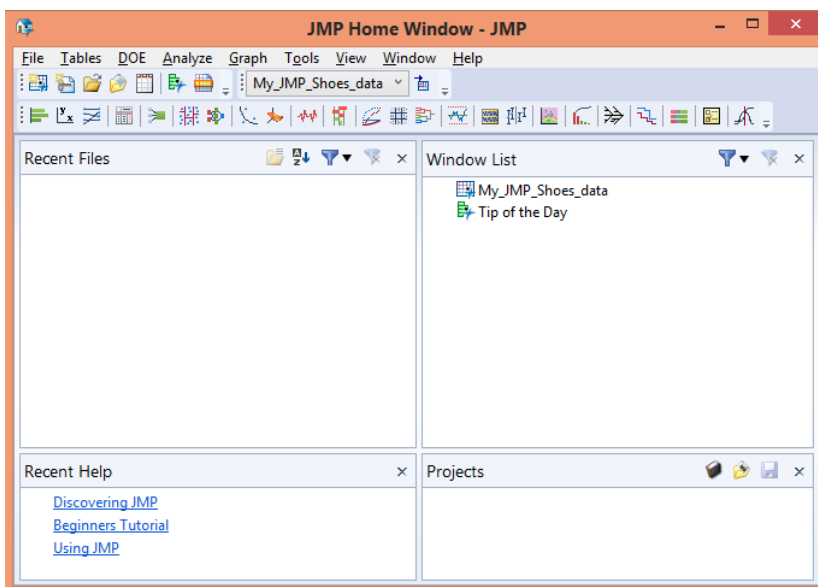 JMP Home Window - JMP
File Tables DOE Analyze Graph Tools View Window Help
My_JMP_Shoes_data
Recent Files
Window List
My_JMP_Shoes_data
Tip of the Day
Recent Help
Discovering JMP
Beginners Tutorial
Using JMP
Projects